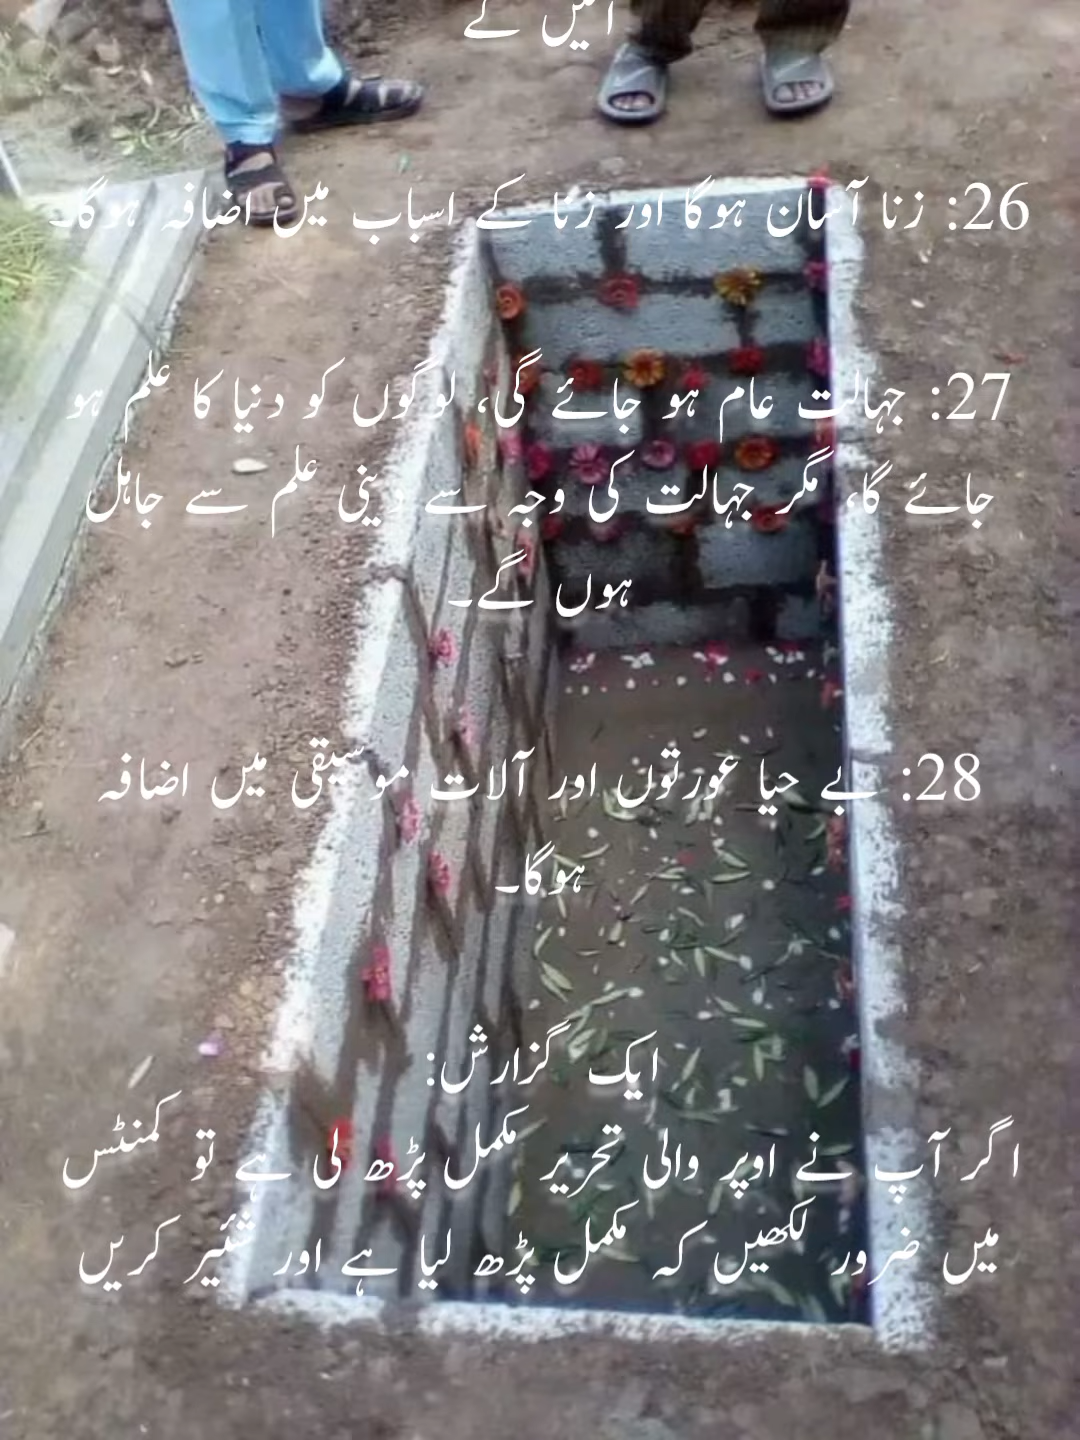 آئیں گے
26: زنا آسان ہوگا اور زنا کے اسباب میں اضافہ ہوگا۔
27: جہالت عام ہو جائے گی، لوگوں کو دنیا کا علم ہو
جائے گا، مگر جہالت کی وجہ سے دینی علم سے جاہل
ہوں گے۔
28: بے حیا عورتوں اور آلات موسیقی میں اضافہ
ہوگا۔
ایک گزارش:
اگر آپ نے اوپر والی تحریر مکمل پڑھ لی ہے تو کمنٹس
میں ضرور لکھیں کہ مکمل پڑھ لیا ہے اور شئیر کریں